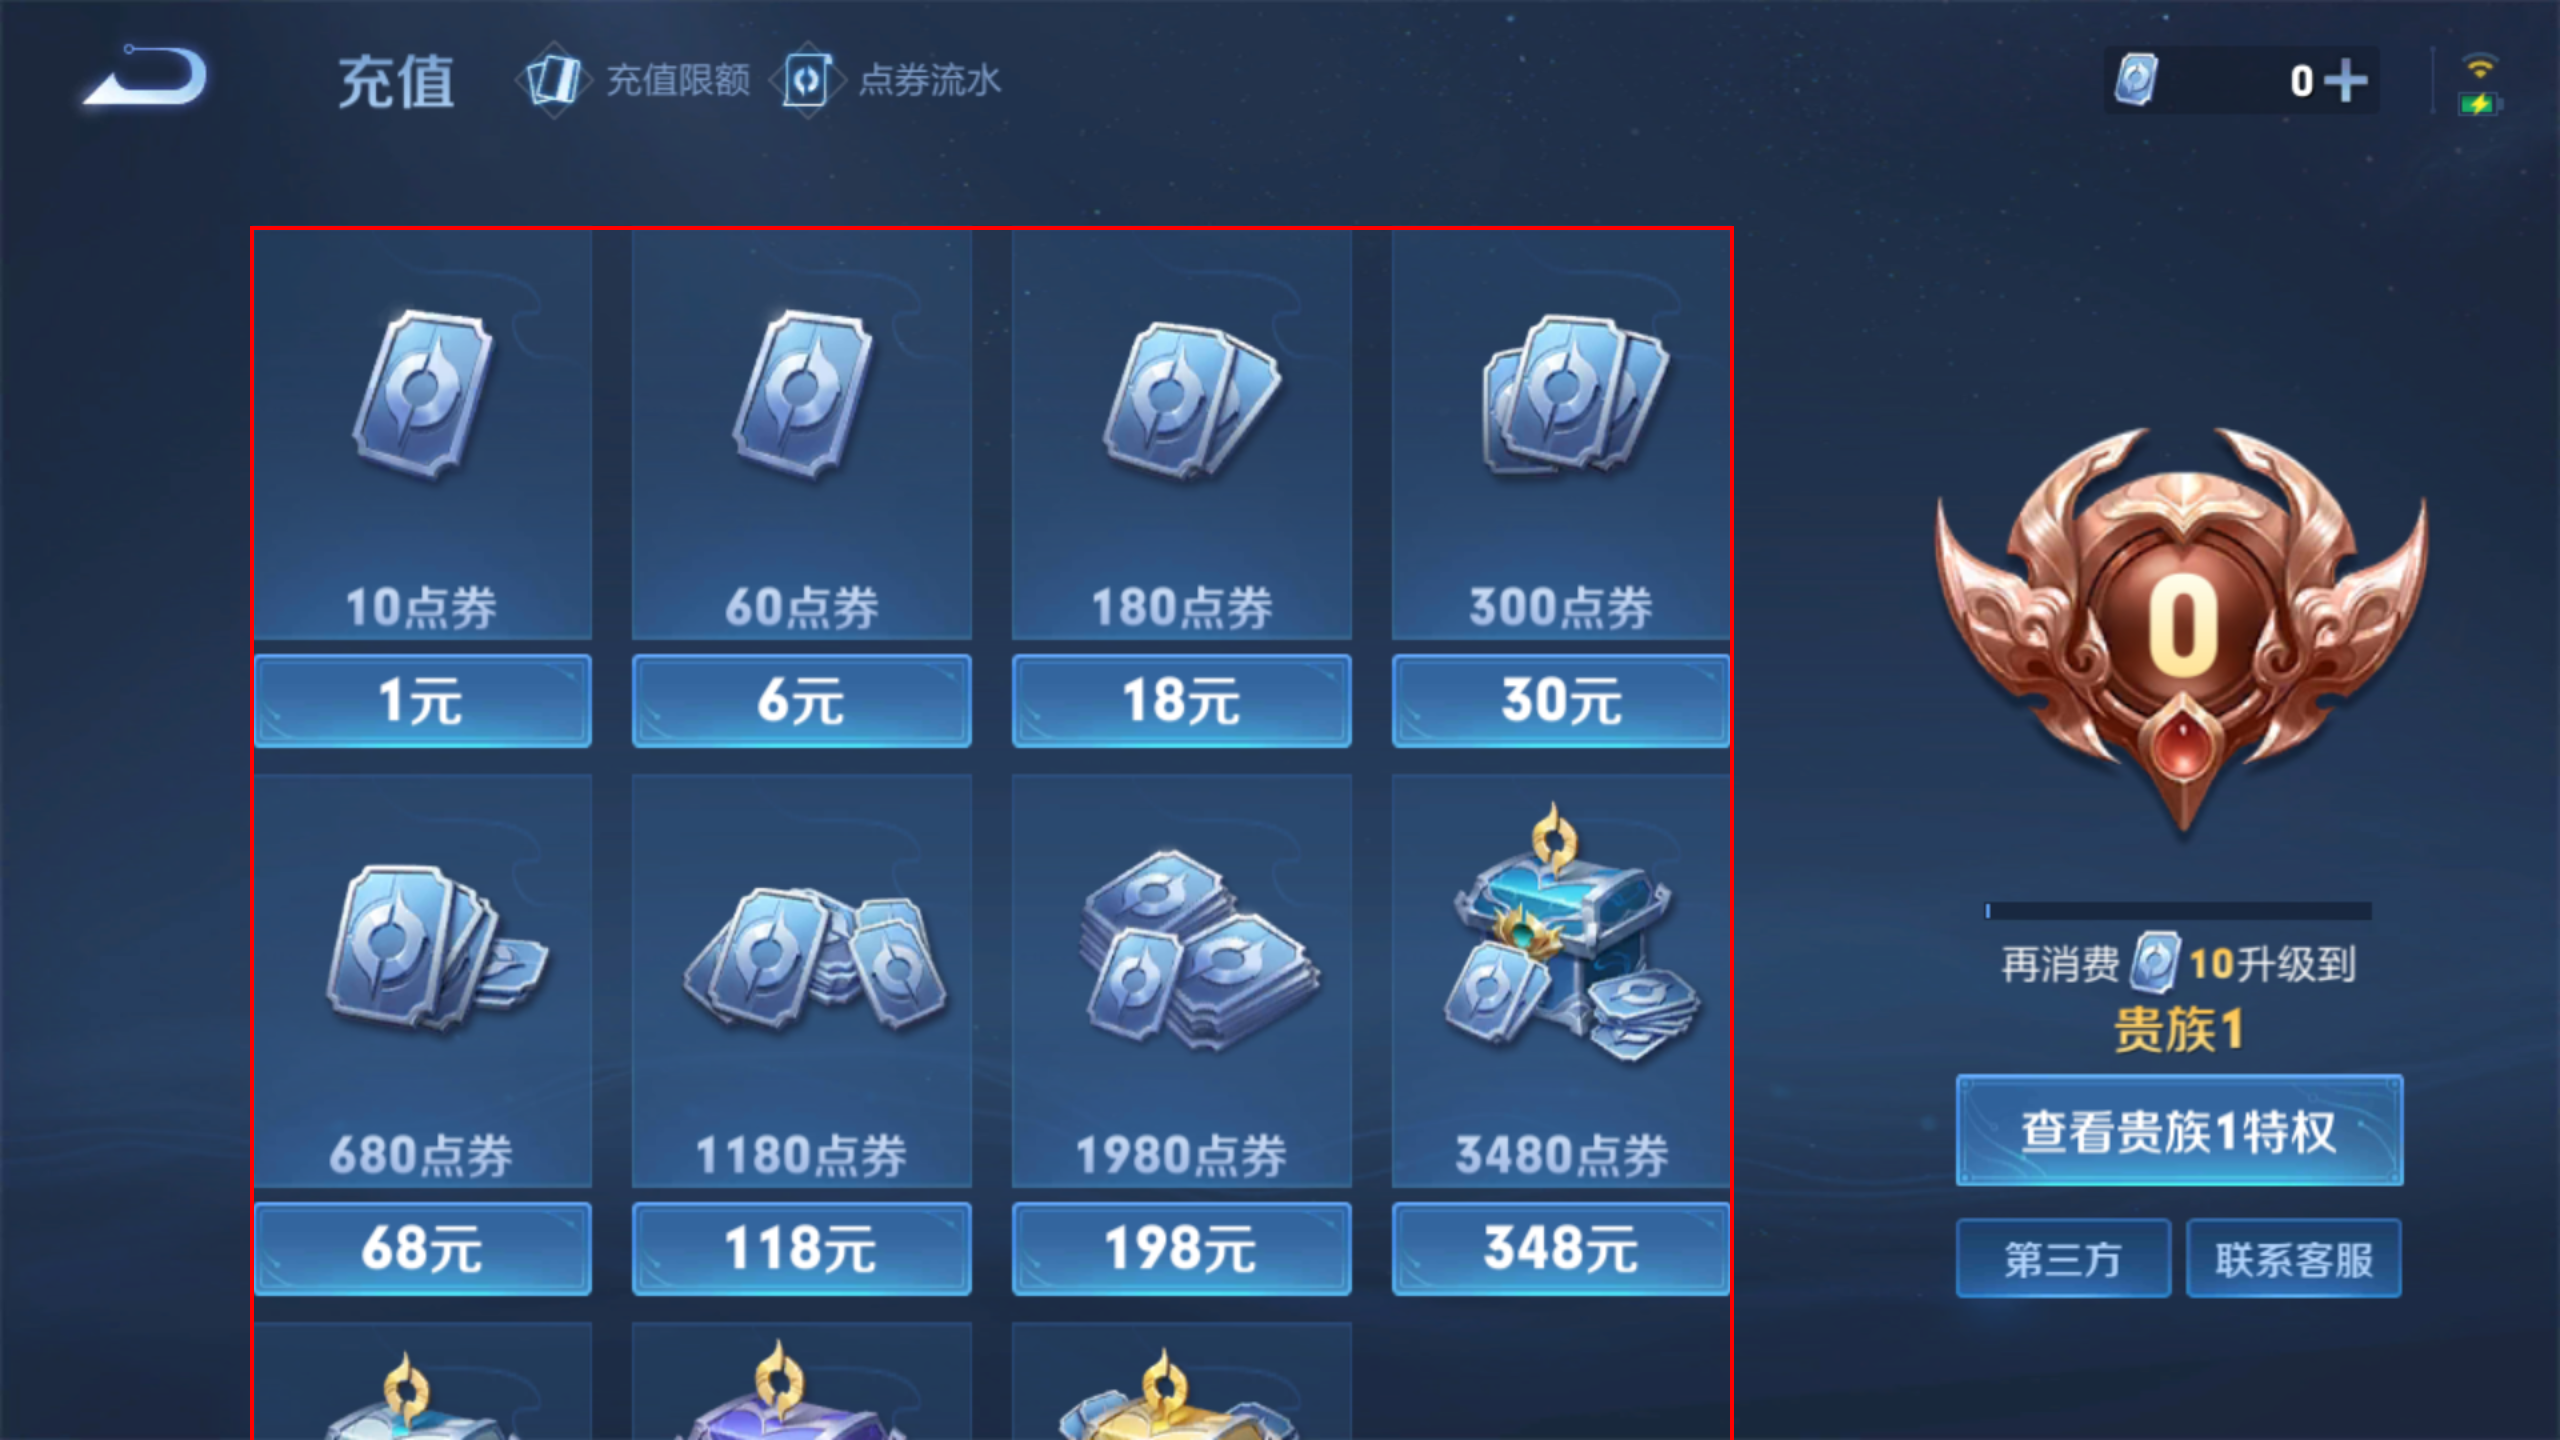 充值 充值限额 点券流水 0
10点券 60点券 180点券 300点券
1元 6元 18元 30元
0
680点券 1180点券 1980点券 3480点券
68元 118元 198元 348元
再消费 10升级到
贵族1
查看贵族1特权
第三方 联系客服